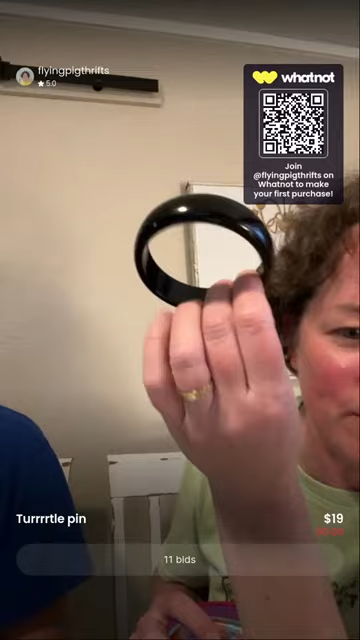 flyingpigthrifts
★ 5.0
whatnot
Join
@flyingpigthrifts on
Whatnot to make
your first purchase!
Turrrrtle pin
$19
11 bids